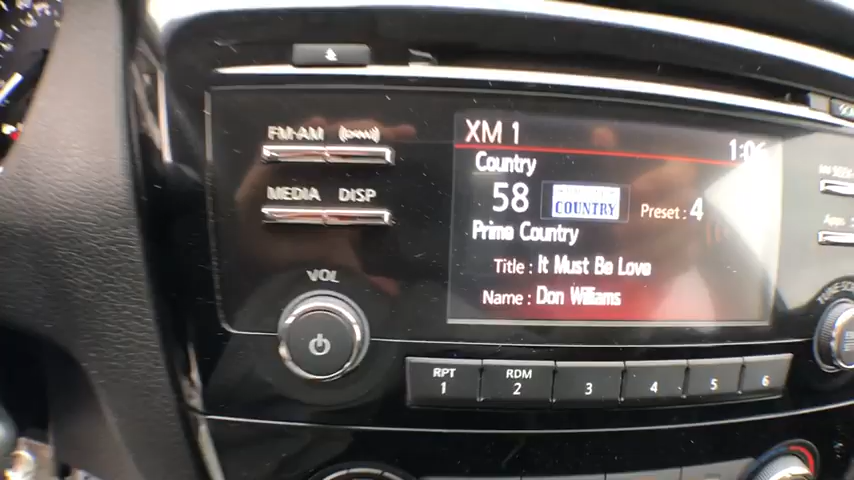 FM·AM
MEDIA DISP
VOL
XM 1
Country
58
COUNTRY
Preset : 4
Prime Country
Title : It Must Be Love
Name : Don Williams
RPT
1
RDM
2
3
4
5
6